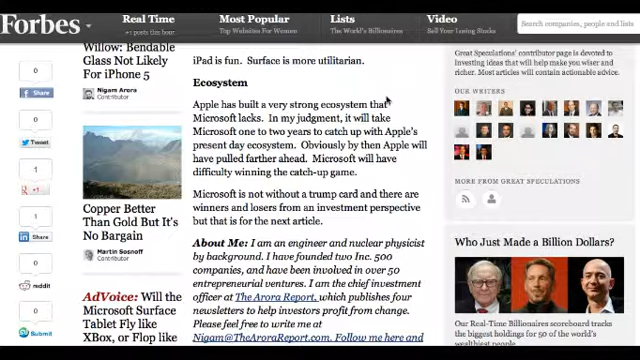 Forbes
Real Time
+1 posts this hour
Most Popular
Top Websites For Women
Lists
The World's Billionaires
Video
Sell Your Losing Stocks
Search companies, people and lists
0
Share
0
Tweet
1
+1
1
Share
0
reddit
0
Submit
Willow: Bendable
Glass Not Likely
For iPhone 5
Nigam Arora
Contributor
Copper Better
Than Gold But It's
No Bargain
Martin Sosnoff
Contributor
AdVoice: Will the
Microsoft Surface
Tablet Fly like
XBox, or Flop like
iPad is fun. Surface is more utilitarian.
Ecosystem
Apple has built a very strong ecosystem that
Microsoft lacks. In my judgment, it will take
Microsoft one to two years to catch up with Apple's
present day ecosystem. Obviously by then Apple will
have pulled farther ahead. Microsoft will have
difficulty winning the catch-up game.
Microsoft is not without a trump card and there are
winners and losers from an investment perspective
but that is for the next article.
About Me: I am an engineer and nuclear physicist
by background. I have founded two Inc. 500
companies, and have been involved in over 50
entrepreneurial ventures. I am the chief investment
officer at The Arora Report, which publishes four
newsletters to help investors profit from change.
Please feel free to write me at
Nigam@TheAroraReport.com. Follow me here and
Great Speculations' contributor page is devoted to
investing ideas that will help make you wiser and
richer. Most articles will contain actionable advice.
OUR WRITERS
MORE FROM GREAT SPECULATIONS
Who Just Made a Billion Dollars?
Our Real-Time Billionaires scoreboard tracks
the biggest holdings for 50 of the world's
wealthiest people.